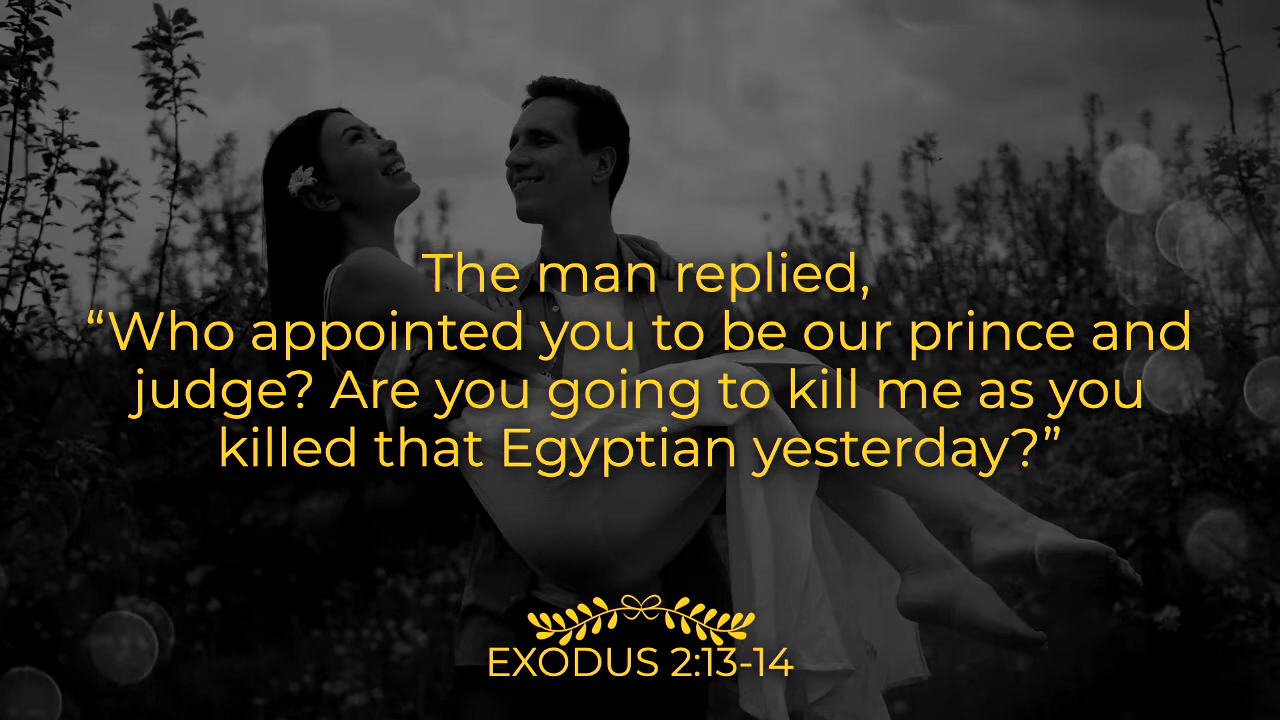 The man replied,
“Who appointed you to be our prince and
judge? Are you going to kill me as you
killed that Egyptian yesterday?”
EXODUS 2:13-14